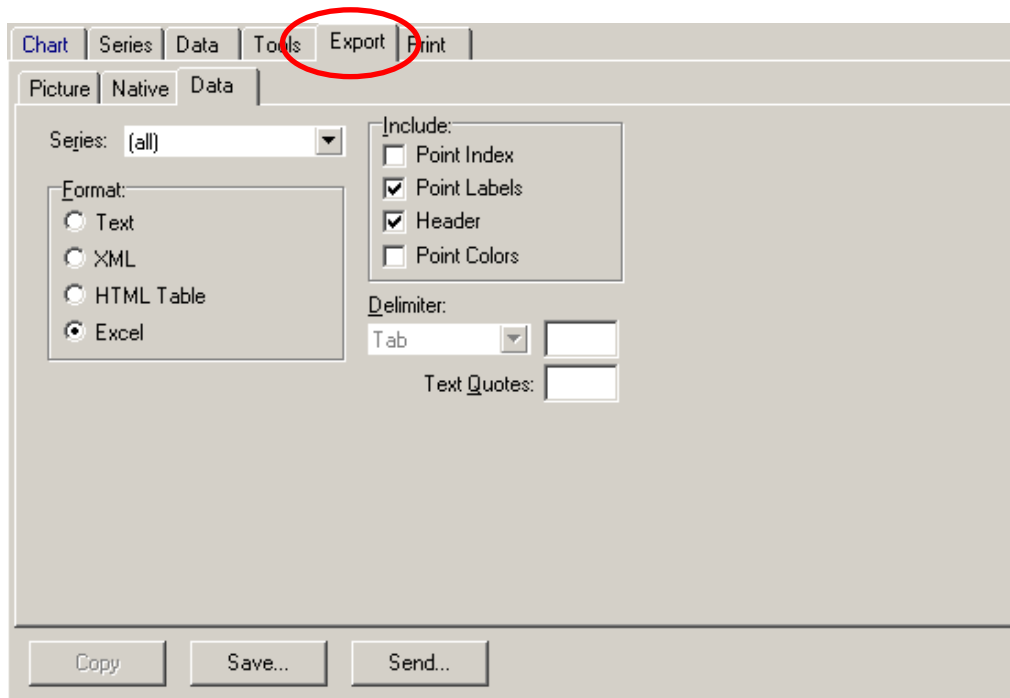 Chart Series Data Tools Export Print
Picture Native Data
Series: (all)
Format:
Text
XML
HTML Table
Excel
Include:
Point Index
Point Labels
Header
Point Colors
Delimiter:
Tab
Text Quotes:
Copy Save... Send...